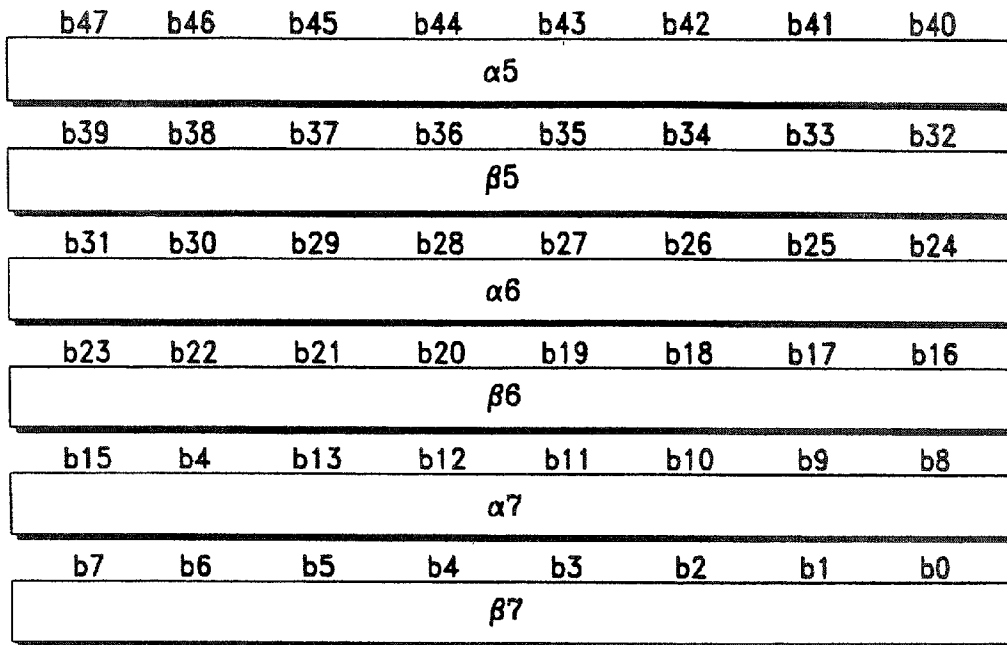 b47 b46 b45 b44 b43 b42 b41 b40
α5
b39 b38 b37 b36 b35 b34 b33 b32
β5
b31 b30 b29 b28 b27 b26 b25 b24
α6
b23 b22 b21 b20 b19 b18 b17 b16
β6
b15 b4 b13 b12 b11 b10 b9 b8
α7
b7 b6 b5 b4 b3 b2 b1 b0
β7